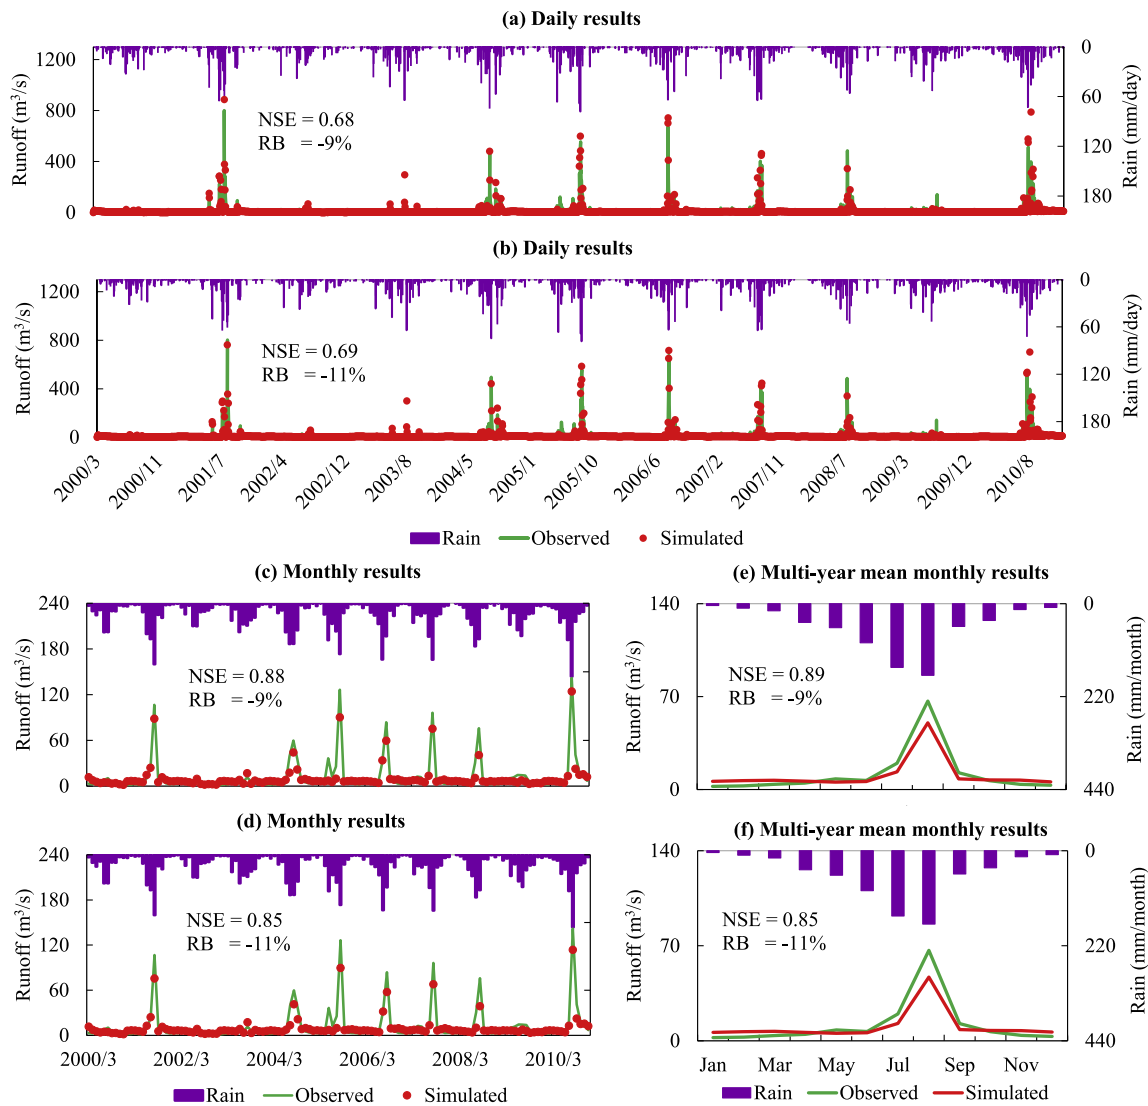 (a) Daily results
Runoff (m³/s)
1200
800
400
0
NSE = 0.68
RB = -9%
0
60
120
180
Rain (mm/day)
(b) Daily results
Runoff (m³/s)
1200
800
400
0
NSE = 0.69
RB = -11%
0
60
120
180
Rain (mm/day)
2000/3 2000/11 2001/7 2002/4 2002/12 2003/8 2004/5 2005/1 2005/10 2006/6 2007/2 2007/11 2008/7 2009/3 2009/12 2010/8
Rain Observed Simulated
(c) Monthly results
Runoff (m³/s)
240
180
120
60
0
NSE = 0.88
RB = -9%
(e) Multi-year mean monthly results
Runoff (m³/s)
140
70
0
NSE = 0.89
RB = -9%
0
220
440
Rain (mm/month)
(d) Monthly results
Runoff (m³/s)
240
180
120
60
0
NSE = 0.85
RB = -11%
2000/3 2002/3 2004/3 2006/3 2008/3 2010/3
Rain Observed Simulated
(f) Multi-year mean monthly results
Runoff (m³/s)
140
70
0
NSE = 0.85
RB = -11%
0
220
440
Rain (mm/month)
Jan Mar May Jul Sep Nov
Rain Observed Simulated